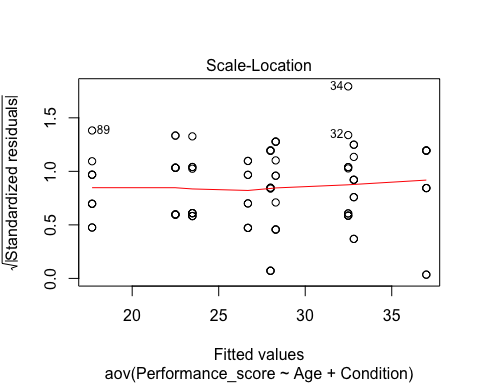 Scale-Location
√|Standardized residuals|
1.5
1.0
0.5
0.0
34
32
89
20
25
30
35
Fitted values
aov(Performance_score ~ Age + Condition)